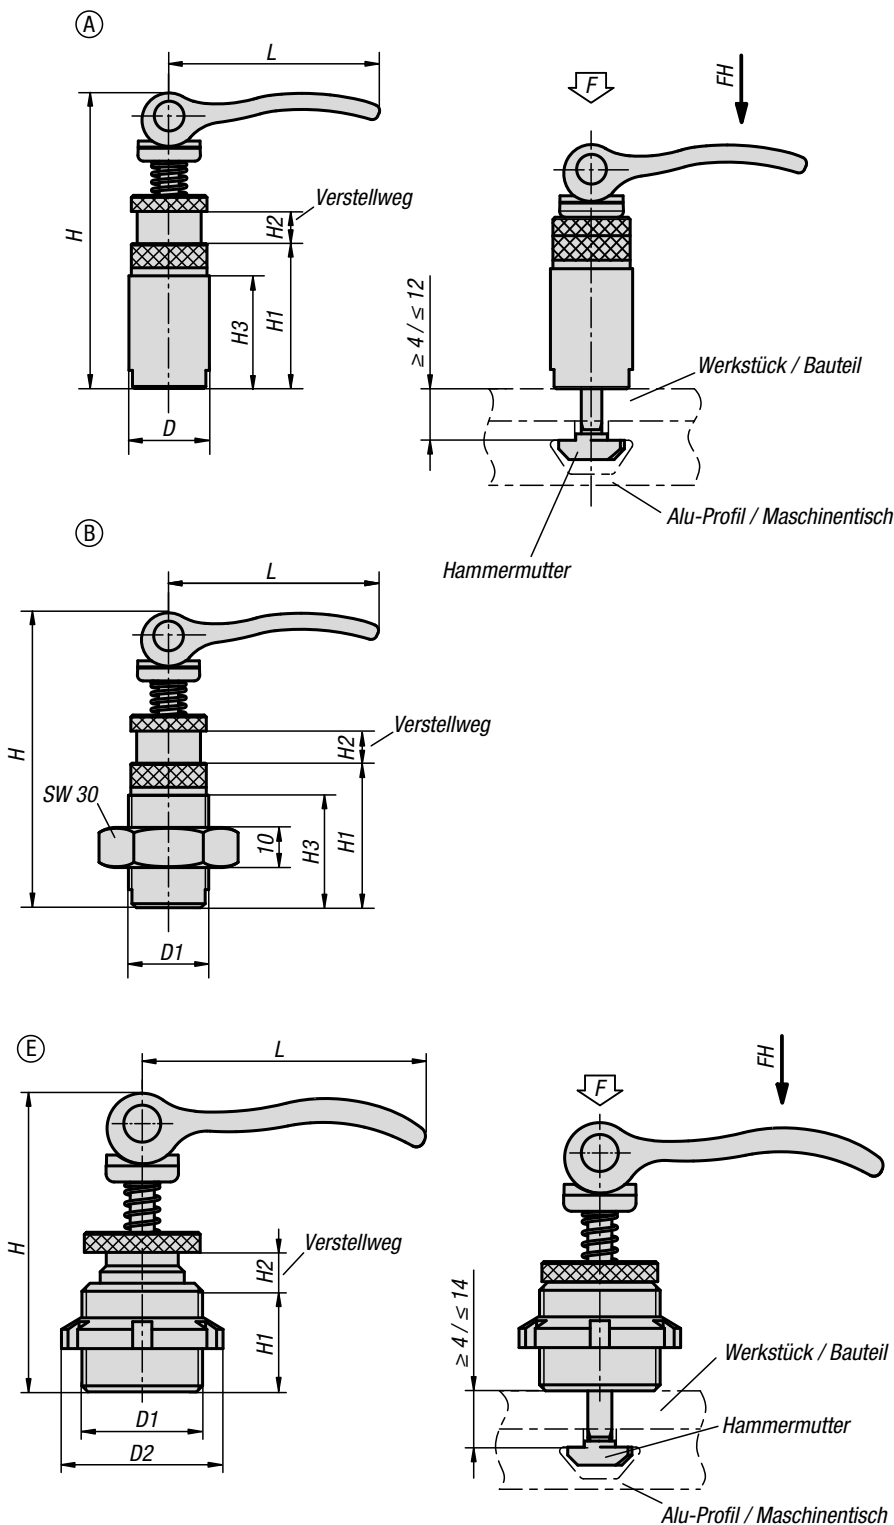 A
L
F
FH
H
Verstellweg
H2
H1
H3
D
≥ 4 / ≤ 12
Werkstück / Bauteil
Alu-Profil / Maschinentisch
Hammermutter
B
L
H
Verstellweg
H2
SW 30
10
H3
H1
D1
E
L
F
FH
H
Verstellweg
H2
H1
D1
D2
≥ 4 / ≤ 14
Werkstück / Bauteil
Hammermutter
Alu-Profil / Maschinentisch